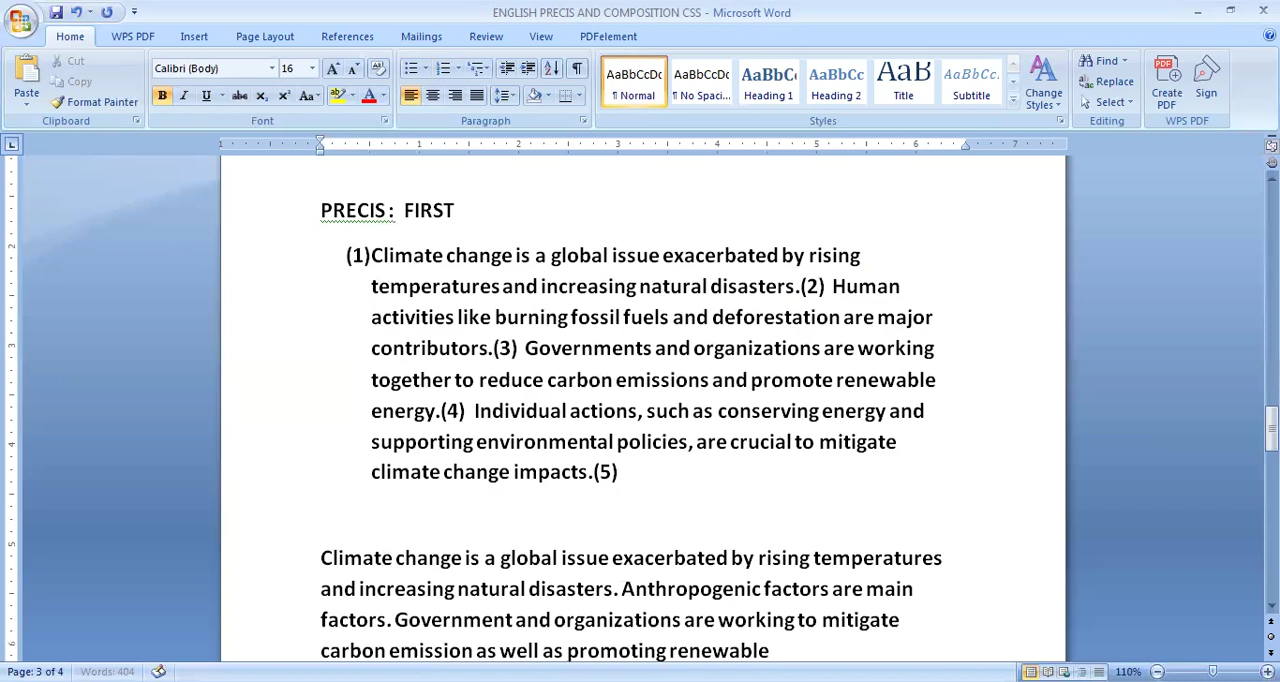 ENGLISH PRECIS AND COMPOSITION CSS - Microsoft Word
Home WPS PDF Insert Page Layout References Mailings Review View PDFelement
Paste Cut Copy Format Painter Clipboard
Calibri (Body) 16 Font
Paragraph
AaBbCcDc ¶ Normal
AaBbCcDc ¶ No Spaci...
AaBbC Heading 1
AaBbCc Heading 2
AaB Title
AaBbCc. Subtitle
Change Styles Styles
Find Replace Select Editing
Create PDF Sign WPS PDF
PRECIS: FIRST
(1)Climate change is a global issue exacerbated by rising
temperatures and increasing natural disasters.(2) Human
activities like burning fossil fuels and deforestation are major
contributors.(3) Governments and organizations are working
together to reduce carbon emissions and promote renewable
energy.(4) Individual actions, such as conserving energy and
supporting environmental policies, are crucial to mitigate
climate change impacts.(5)
Climate change is a global issue exacerbated by rising temperatures
and increasing natural disasters. Anthropogenic factors are main
factors. Government and organizations are working to mitigate
carbon emission as well as promoting renewable
Page: 3 of 4 Words: 404 110%